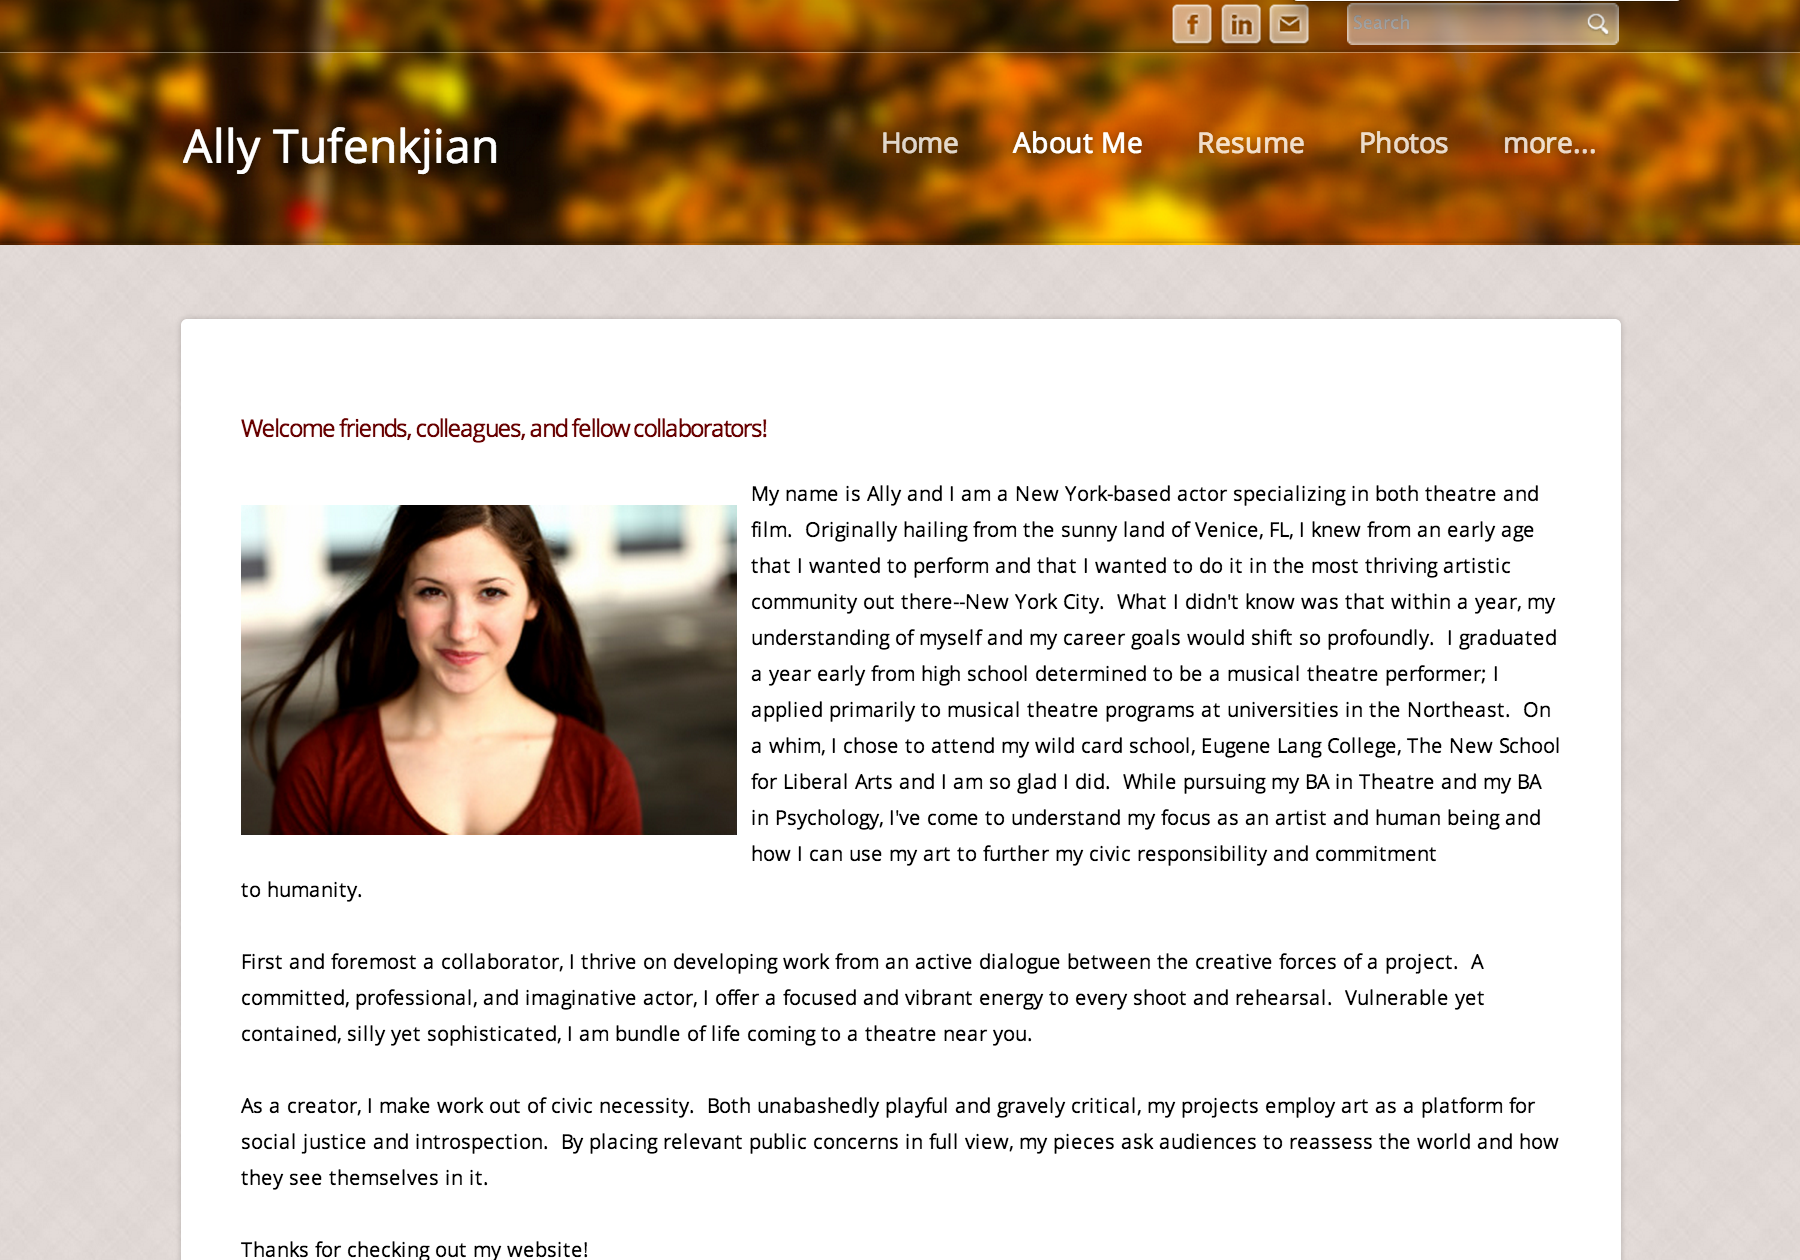 Search
Ally Tufenkjian
Home About Me Resume Photos more...
Welcome friends, colleagues, and fellow collaborators!
My name is Ally and I am a New York-based actor specializing in both theatre and
film.  Originally hailing from the sunny land of Venice, FL, I knew from an early age
that I wanted to perform and that I wanted to do it in the most thriving artistic
community out there--New York City.  What I didn't know was that within a year, my
understanding of myself and my career goals would shift so profoundly.  I graduated
a year early from high school determined to be a musical theatre performer; I
applied primarily to musical theatre programs at universities in the Northeast.  On
a whim, I chose to attend my wild card school, Eugene Lang College, The New School
for Liberal Arts and I am so glad I did.  While pursuing my BA in Theatre and my BA
in Psychology, I've come to understand my focus as an artist and human being and
how I can use my art to further my civic responsibility and commitment
to humanity.
First and foremost a collaborator, I thrive on developing work from an active dialogue between the creative forces of a project.  A
committed, professional, and imaginative actor, I offer a focused and vibrant energy to every shoot and rehearsal.  Vulnerable yet
contained, silly yet sophisticated, I am bundle of life coming to a theatre near you.
As a creator, I make work out of civic necessity.  Both unabashedly playful and gravely critical, my projects employ art as a platform for
social justice and introspection.  By placing relevant public concerns in full view, my pieces ask audiences to reassess the world and how
they see themselves in it.
Thanks for checking out my website!